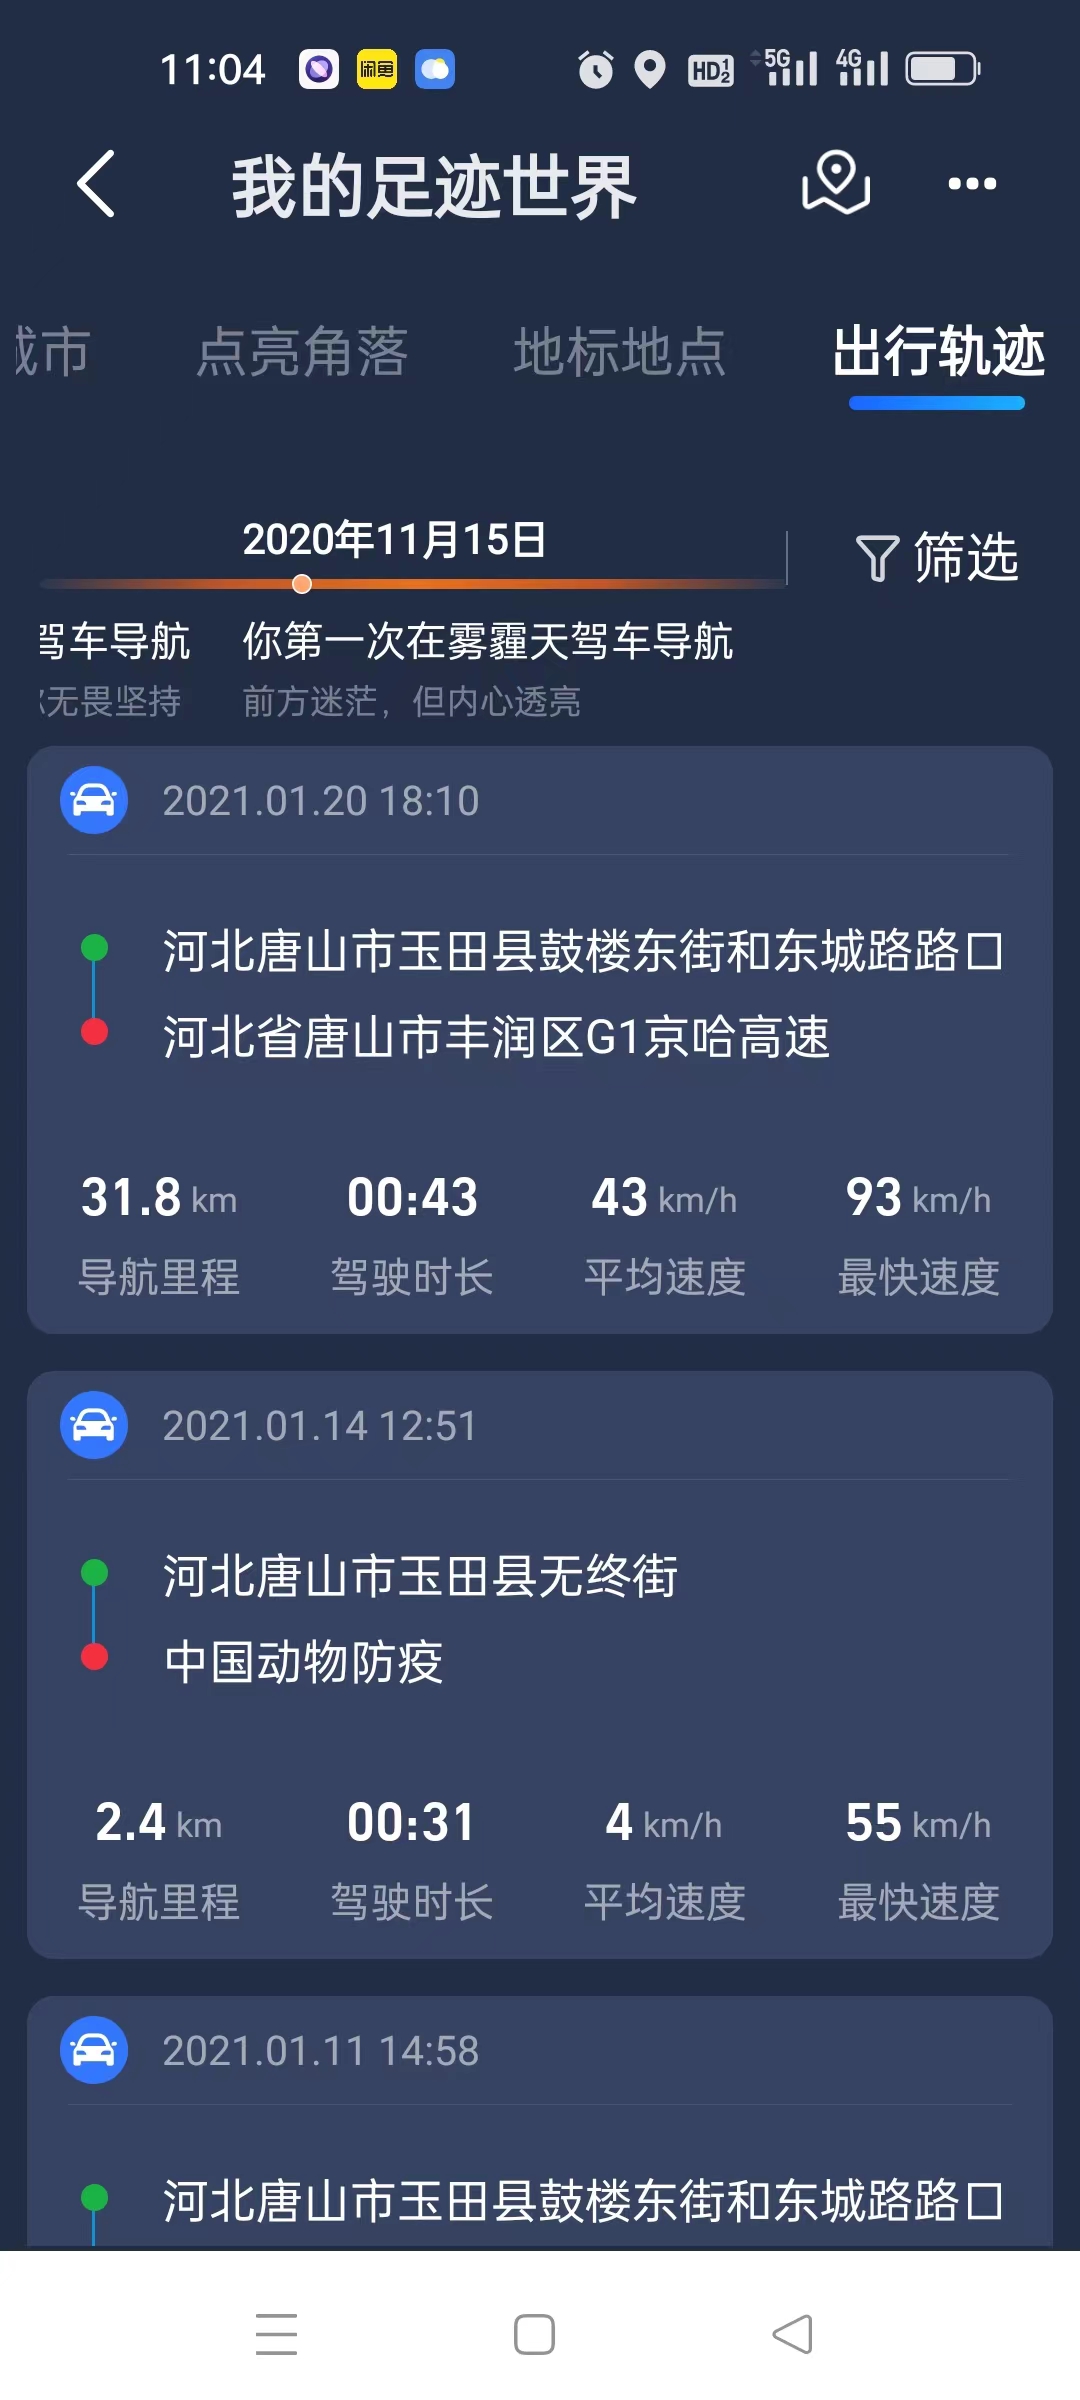 11:04 闲鱼 HD 1 2 5G 4G
我的足迹世界
城市 点亮角落 地标地点 出行轨迹
2020年11月15日
筛选
驾车导航 你第一次在雾霾天驾车导航
无畏坚持 前方迷茫，但内心透亮
2021.01.20 18:10
河北唐山市玉田县鼓楼东街和东城路路口
河北省唐山市丰润区G1京哈高速
31.8 km 00:43 43 km/h 93 km/h
导航里程 驾驶时长 平均速度 最快速度
2021.01.14 12:51
河北唐山市玉田县无终街
中国动物防疫
2.4 km 00:31 4 km/h 55 km/h
导航里程 驾驶时长 平均速度 最快速度
2021.01.11 14:58
河北唐山市玉田县鼓楼东街和东城路路口